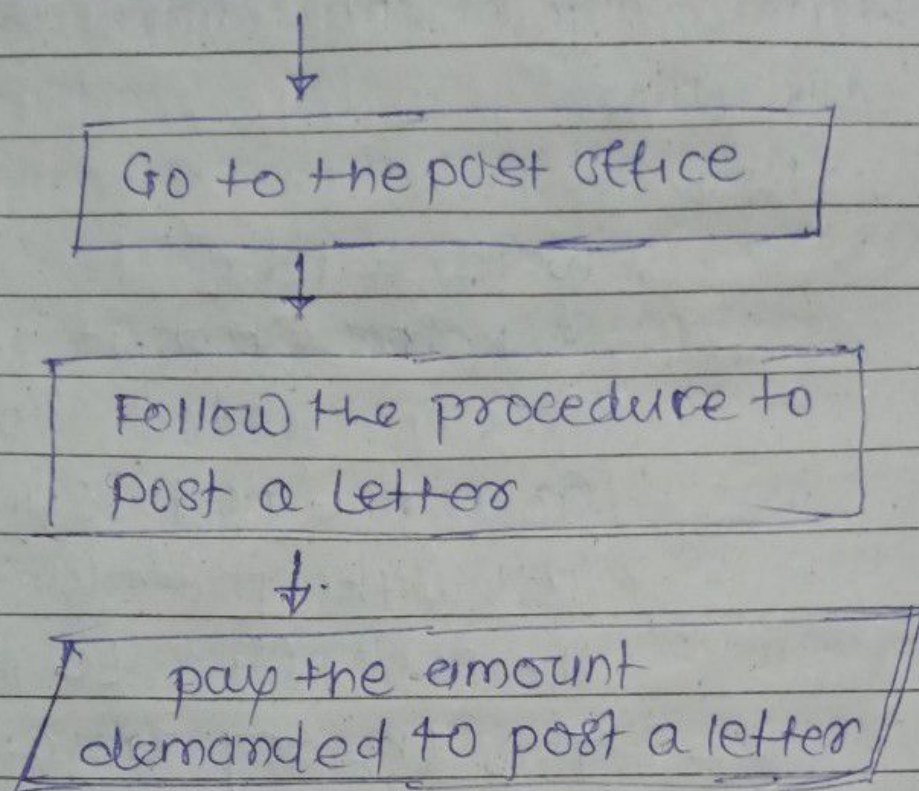 Go to the post office
Follow the procedure to
post a letter
pay the amount
demanded to post a letter